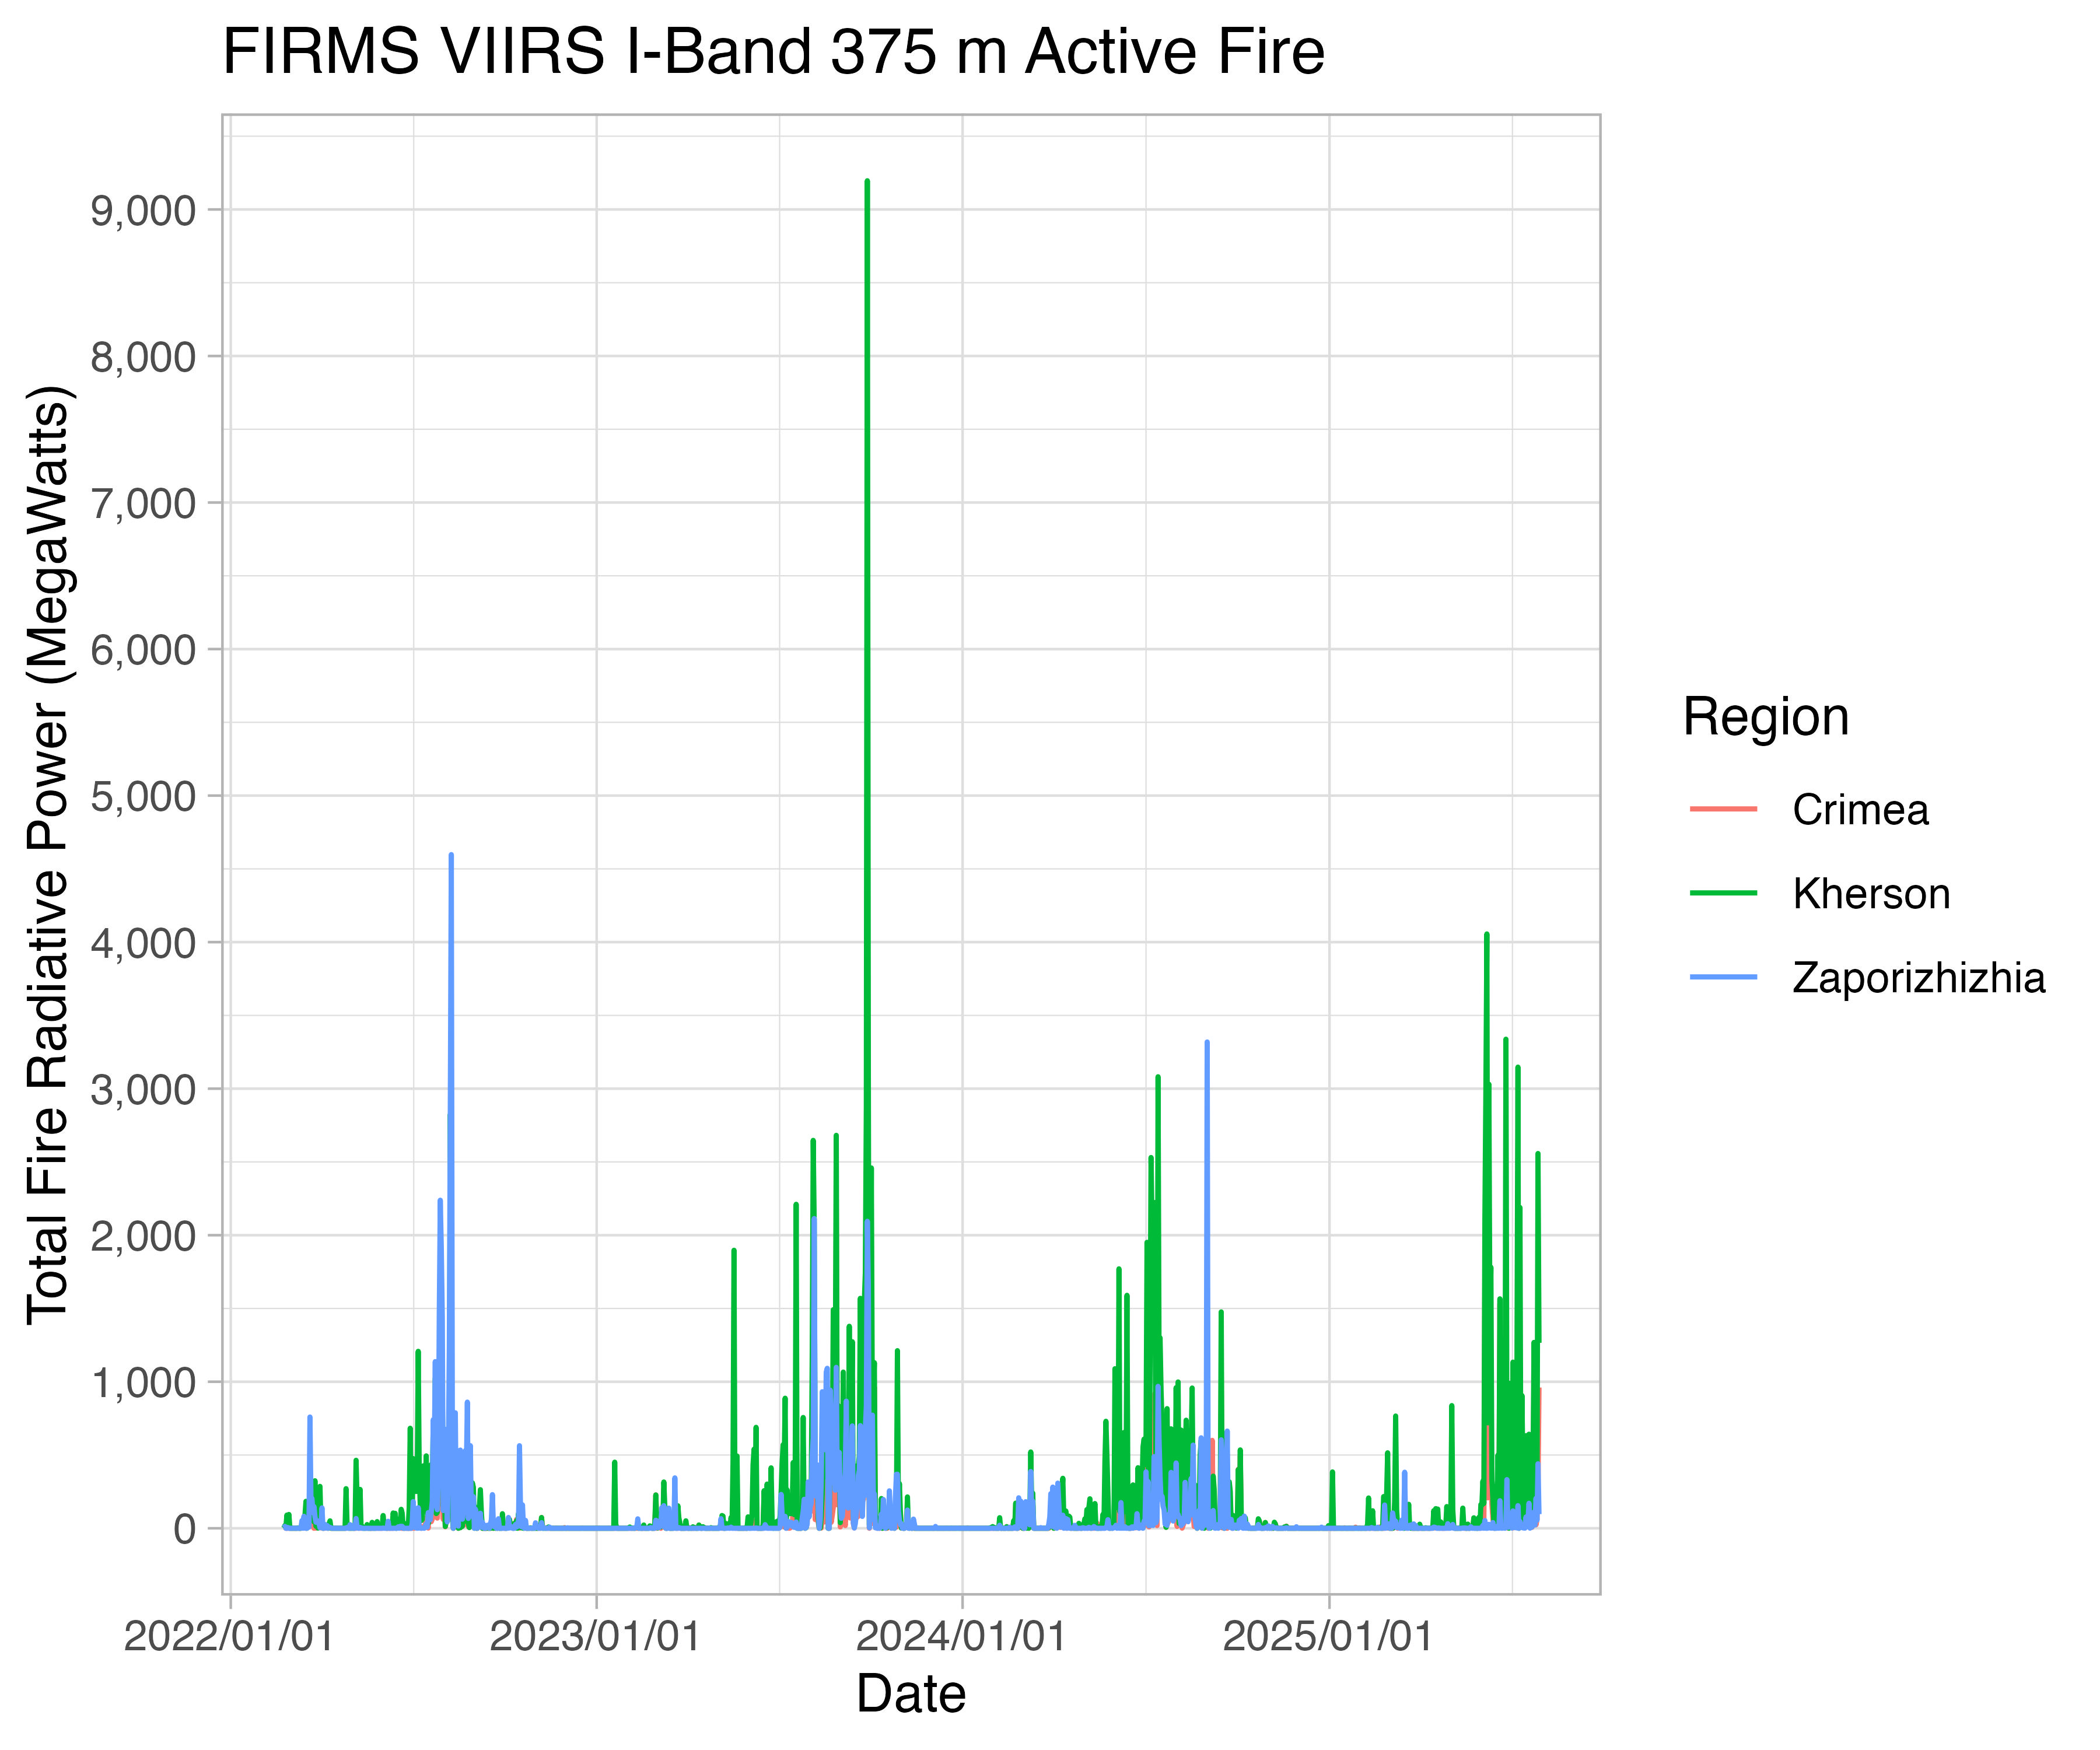 FIRMS VIIRS I-Band 375 m Active Fire
Total Fire Radiative Power (MegaWatts)
9,000
8,000
7,000
6,000
5,000
4,000
3,000
2,000
1,000
0
2022/01/01
2023/01/01
2024/01/01
2025/01/01
Date
Region
Crimea
Kherson
Zaporizhizhia